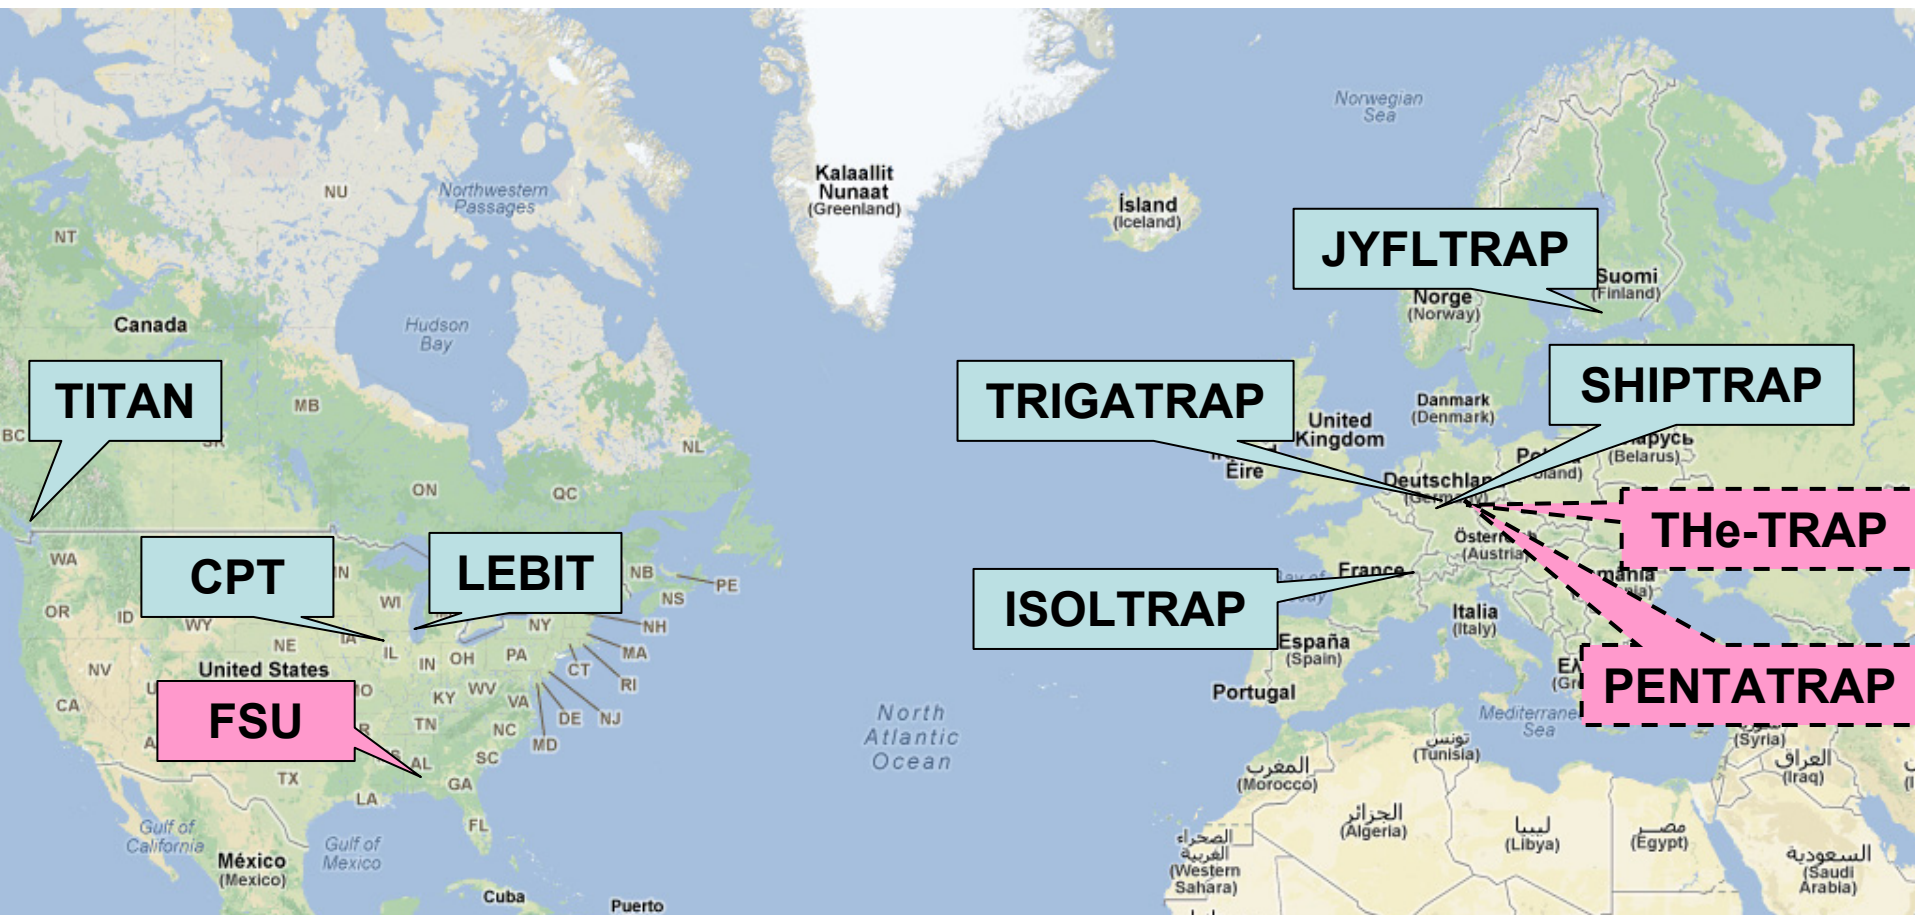 Norwegian
Sea
Kalaallit
Nunaat
(Greenland)
NU
Northwestern
Passages
Ísland
(Iceland)
NT
JYFLTRAP
Suomi
(Finland)
Norge
(Norway)
Canada
Hudson
Bay
TITAN
TRIGATRAP
SHIPTRAP
MB
BC
NL
Danmark
(Denmark)
United
Kingdom
(Belarus)
Éire
Deutschland
(Germany)
ON
QC
THe-TRAP
Österreich
(Austria)
WA
CPT
LEBIT
NB
PE
NS
France
ISOLTRAP
OR
ID
WY
WI
NY
NH
Italia
(Italy)
NE
IA
IL
IN
OH
PA
MA
CT
RI
España
(Spain)
United States
NV
CA
KY
WV
VA
DE
NJ
MD
Portugal
PENTATRAP
FSU
TN
NC
SC
AL
GA
North
Atlantic
Ocean
Sea
تونس
(Tunisia)
(Syria)
العراق
(Iraq)
المغرب
(Morocco)
TX
LA
FL
Gulf of
California
Gulf of
Mexico
México
(Mexico)
الجزائر
(Algeria)
ليبيا
(Libya)
مصر
(Egypt)
الصحراء
الغربية
(Western
Sahara)
السعودية
(Saudi
Arabia)
Cuba
Puerto